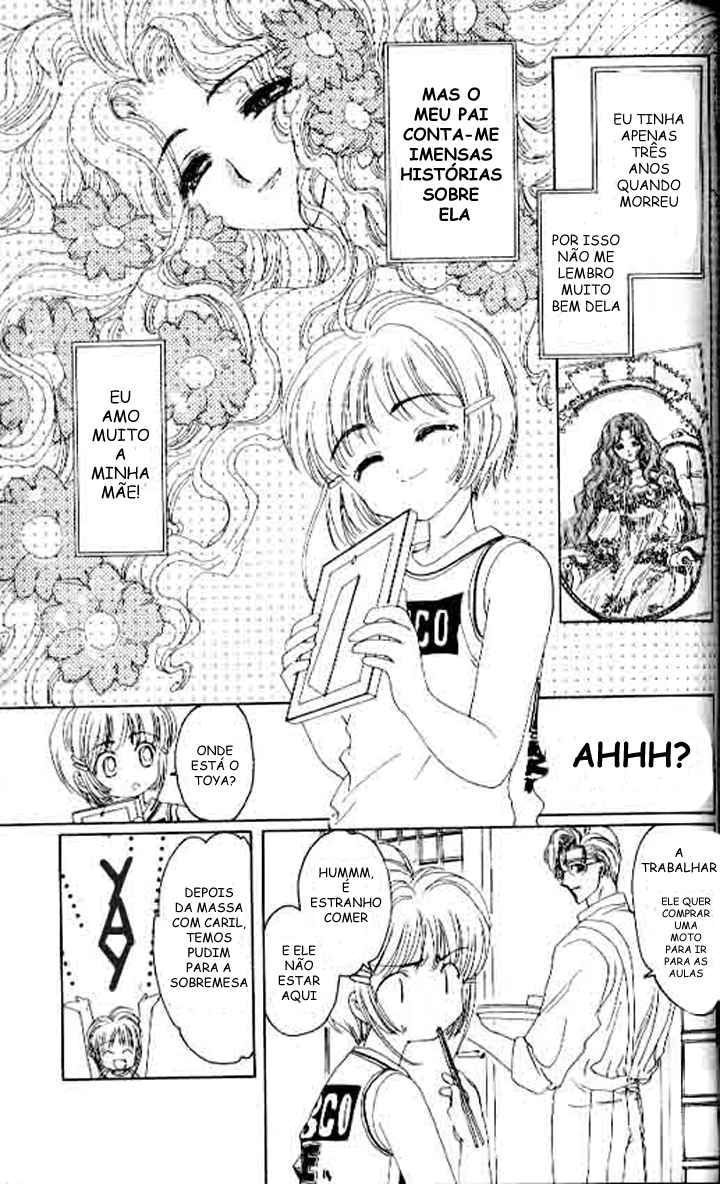 EU TINHA
APENAS
TRÊS
ANOS
QUANDO
MORREU
POR ISSO
NÃO ME
LEMBRO
MUITO
BEM DELA
MAS O
MEU PAI
CONTA-ME
IMENSAS
HISTÓRIAS
SOBRE
ELA
EU
AMO
MUITO
A
MINHA
MÃE!
BCO
AHHH?
ONDE
ESTÁ O
TOYA?
A
TRABALHAR
ELE QUER
COMPRAR
UMA
MOTO
PARA IR
PARA AS
AULAS
HUMMM,
É
ESTRANHO
COMER
E ELE
NÃO
ESTAR
AQUI
BCO
E
DEPOIS
DA MASSA
COM CARIL,
TEMOS
PUDIM
PARA A
SOBREMESA
YAY